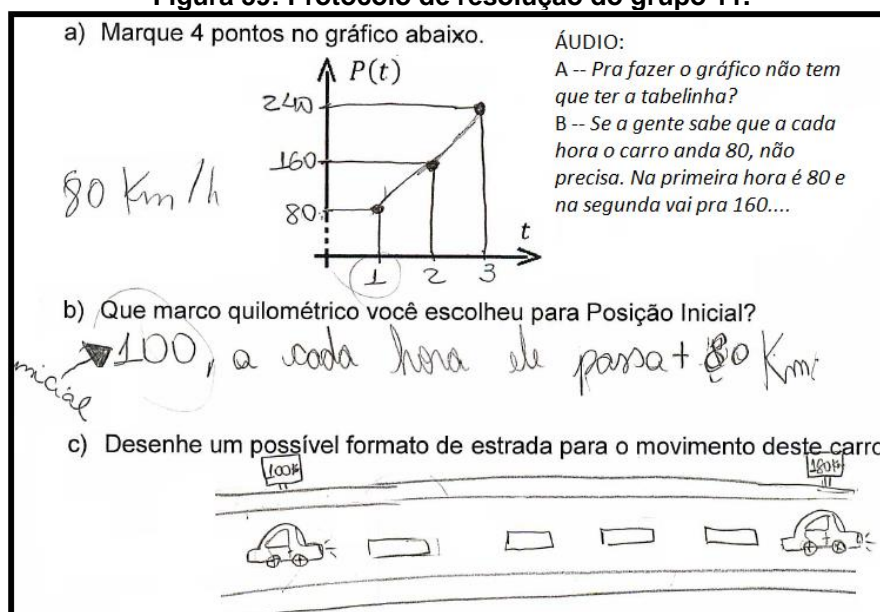 Figura 39: Protocolo de resolução do grupo 11.
a) Marque 4 pontos no gráfico abaixo.
P(t)
240
160
80
80 Km/h
t
1 2 3
ÁUDIO:
A -- Pra fazer o gráfico não tem
que ter a tabelinha?
B -- Se a gente sabe que a cada
hora o carro anda 80, não
precisa. Na primeira hora é 80 e
na segunda vai pra 160....
b) Que marco quilométrico você escolheu para Posição Inicial?
inicial 100, a cada hora ele passa + 80 Km
c) Desenhe um possível formato de estrada para o movimento deste carro
100K
180K